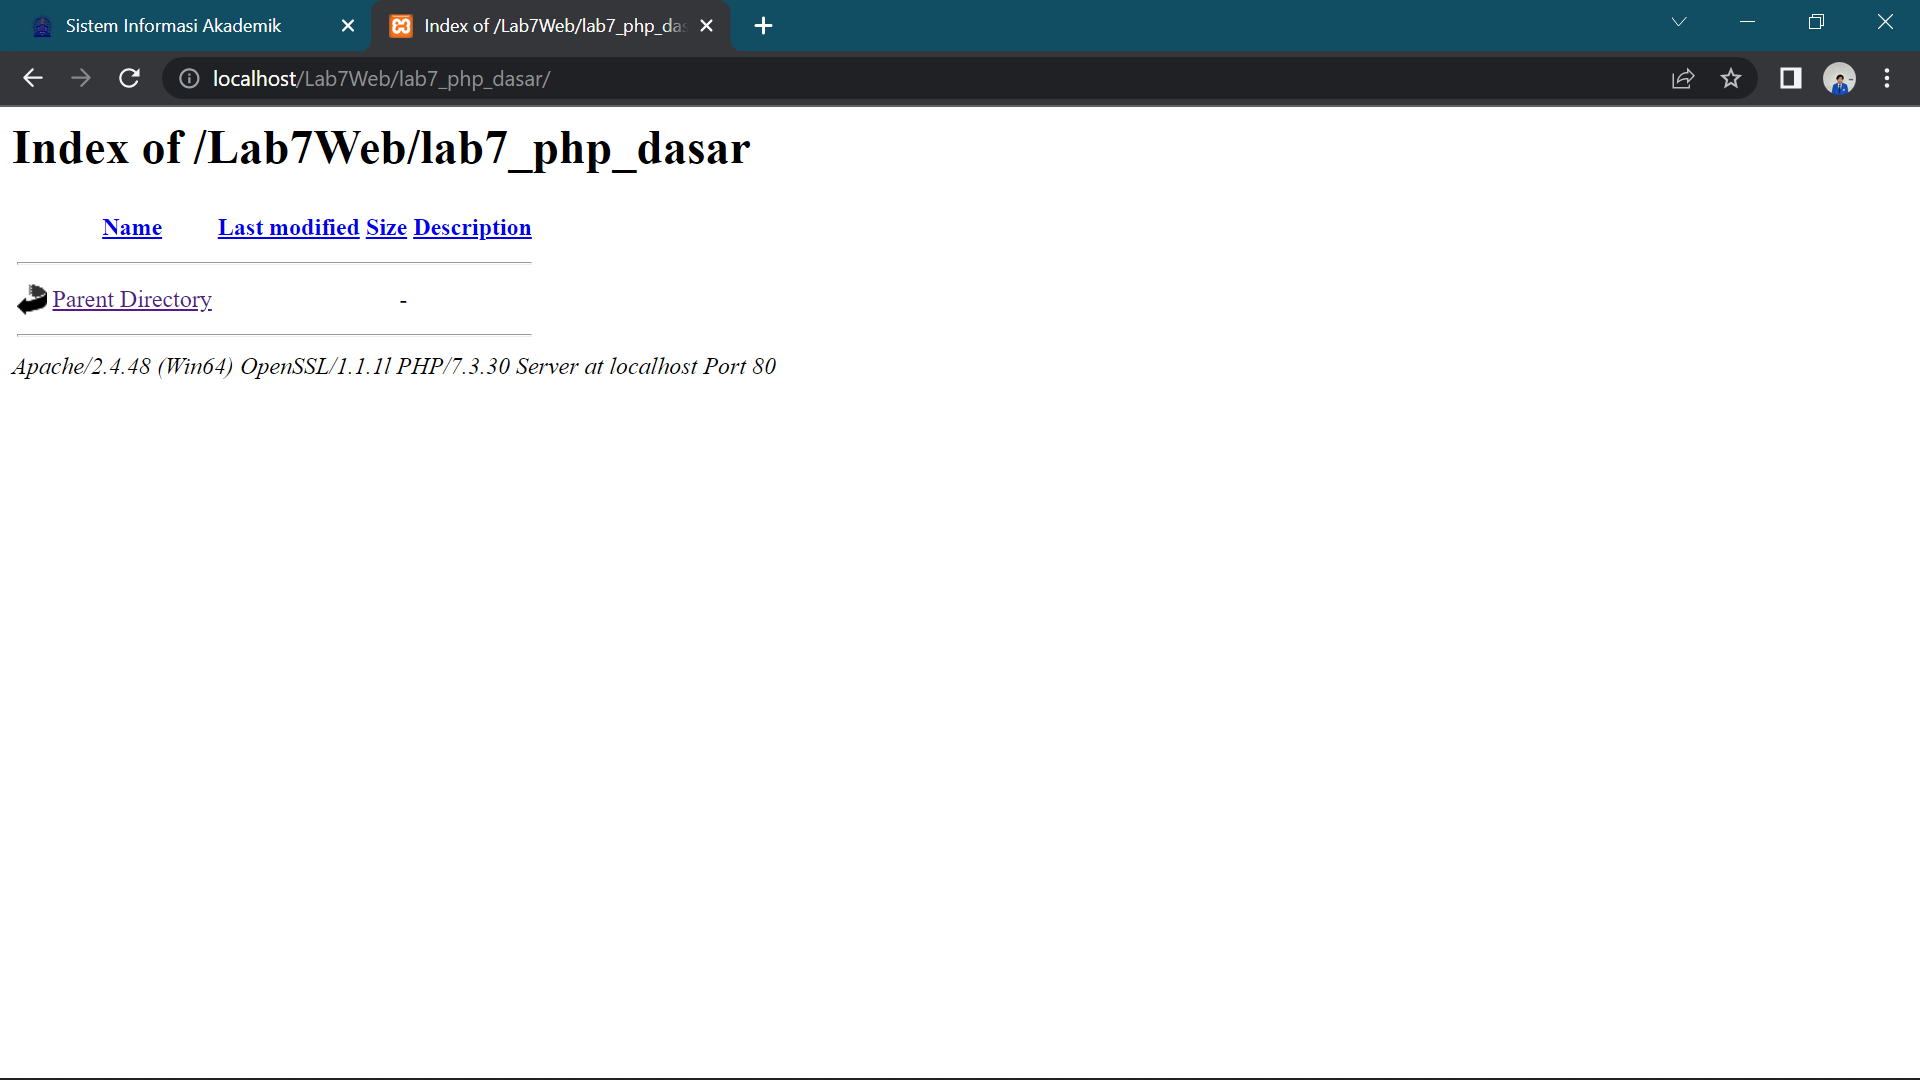 Sistem Informasi Akademik
Index of /Lab7Web/lab7_php_das
localhost/Lab7Web/lab7_php_dasar/
Index of /Lab7Web/lab7_php_dasar
Name Last modified Size Description
Parent Directory -
Apache/2.4.48 (Win64) OpenSSL/1.1.1l PHP/7.3.30 Server at localhost Port 80